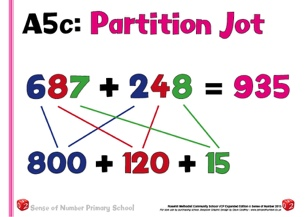 A5c: Partition Jot
687 + 248 = 935
800 + 120 + 15
Sense of Number Primary School